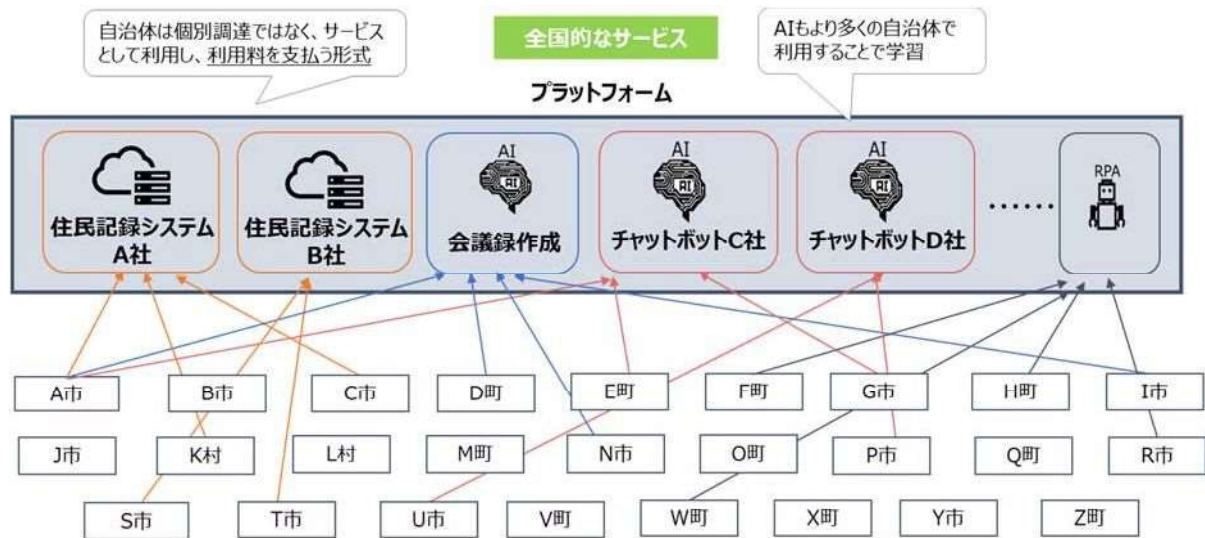 自治体は個別調達ではなく、サービス
として利用し、利用料を支払う形式
全国的なサービス
AIもより多くの自治体で
利用することで学習
プラットフォーム
住民記録システム
A社
住民記録システム
B社
AI
AI
会議録作成
AI
AI
チャットボットC社
AI
AI
チャットボットD社
……
RPA
A市
B市
C市
D町
E町
F町
G市
H町
I市
J市
K村
L村
M町
N市
O町
P市
Q町
R市
S市
T市
U市
V町
W町
X町
Y市
Z町